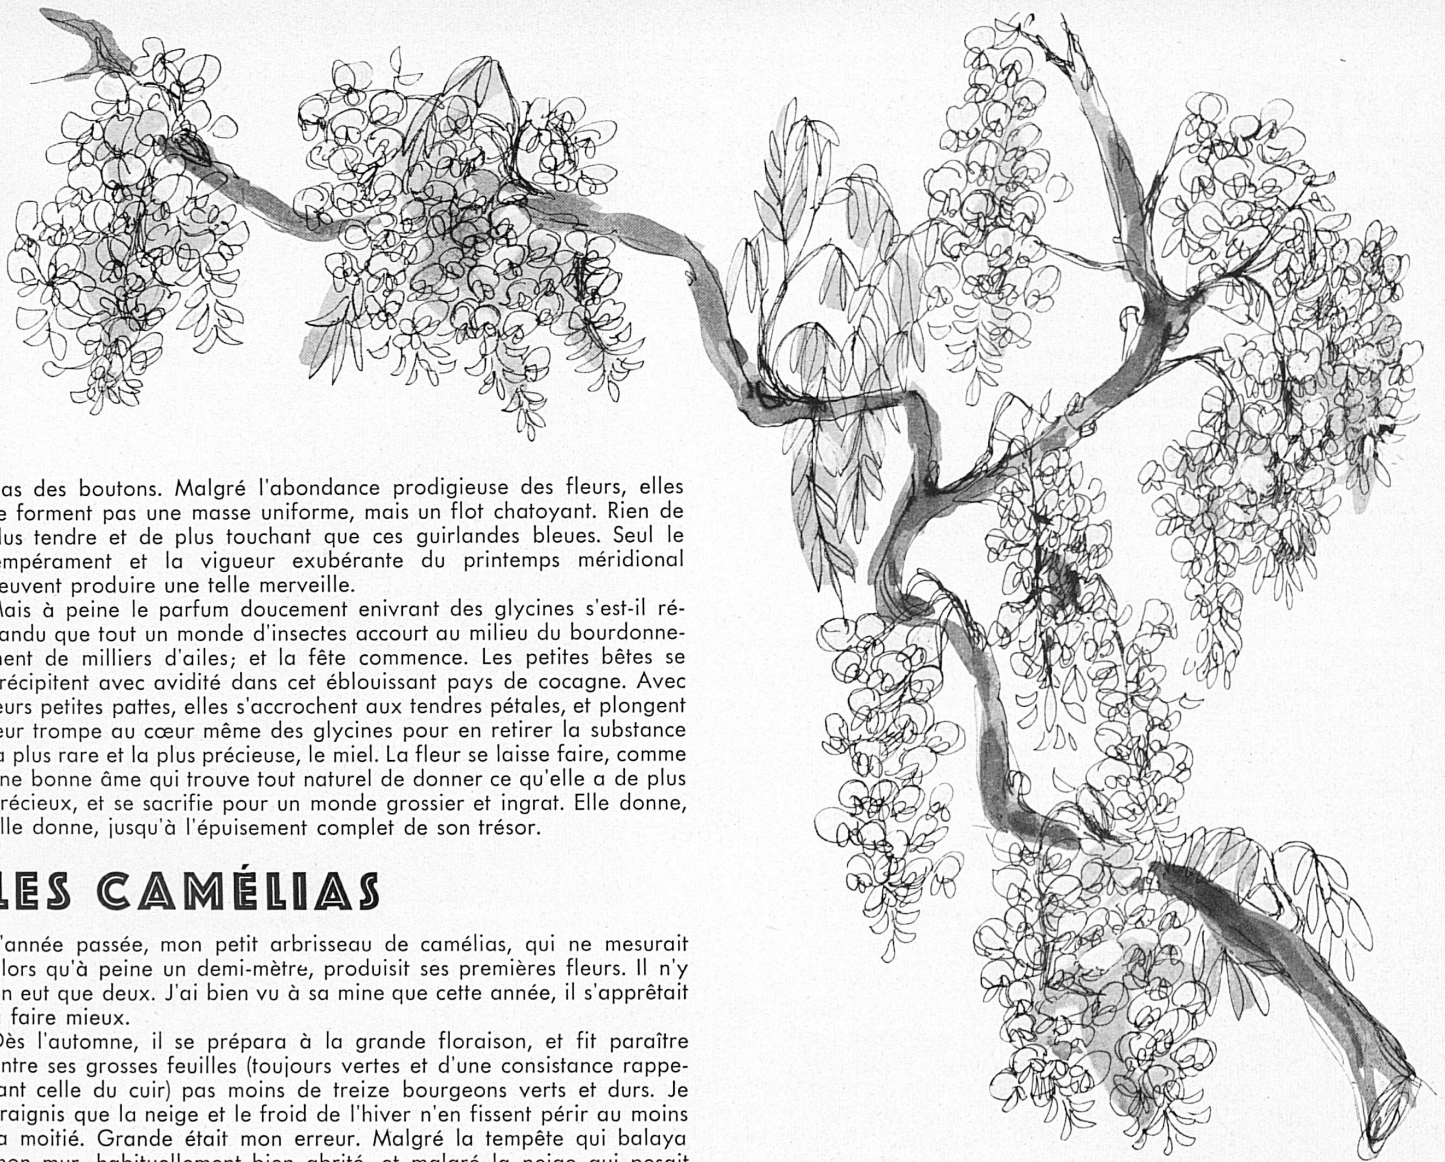 as des boutons. Malgré l'abondance prodigieuse des fleurs, elles
e forment pas une masse uniforme, mais un flot chatoyant. Rien de
lus tendre et de plus touchant que ces guirlandes bleues. Seul le
empérament et la vigueur exubérante du printemps méridional
euvent produire une telle merveille.
ais à peine le parfum doucement enivrant des glycines s'est-il ré-
andu que tout un monde d'insectes accourt au milieu du bourdonne-
ent de milliers d'ailes; et la fête commence. Les petites bêtes se
récipitent avec avidité dans cet éblouissant pays de cocagne. Avec
eurs petites pattes, elles s'accrochent aux tendres pétales, et plongent
eur trompe au cœur même des glycines pour en retirer la substance
a plus rare et la plus précieuse, le miel. La fleur se laisse faire, comme
ne bonne âme qui trouve tout naturel de donner ce qu'elle a de plus
récieux, et se sacrifie pour un monde grossier et ingrat. Elle donne,
lle donne, jusqu'à l'épuisement complet de son trésor.
LES CAMÉLIAS
'année passée, mon petit arbrisseau de camélias, qui ne mesurait
lors qu'à peine un demi-mètre, produisit ses premières fleurs. Il n'y
n eut que deux. J'ai bien vu à sa mine que cette année, il s'apprêtait
faire mieux.
Dès l'automne, il se prépara à la grande floraison, et fit paraître
ntre ses grosses feuilles (toujours vertes et d'une consistance rappe-
ant celle du cuir) pas moins de treize bourgeons verts et durs. Je
raignis que la neige et le froid de l'hiver n'en fissent périr au moins
a moitié. Grande était mon erreur. Malgré la tempête qui balaya
mon mur, habituellement bien abrité, et malgré la neige qui pesait